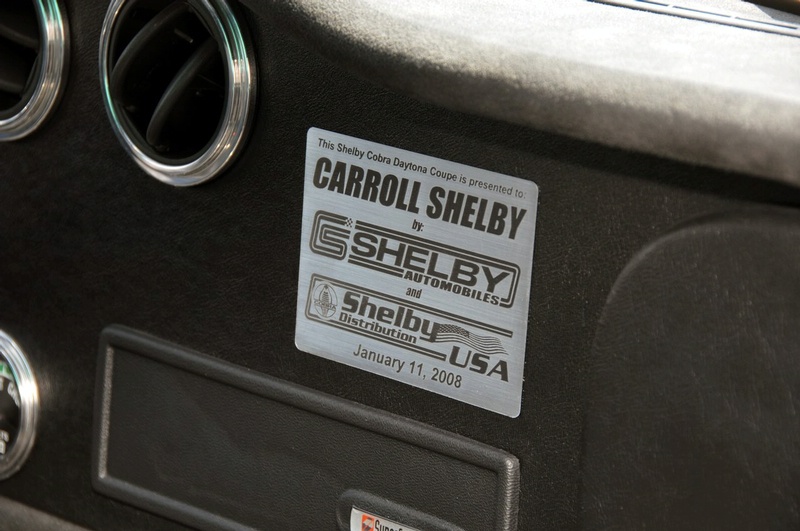 This Shelby Cobra Daytona Coupe is presented to:
CARROLL SHELBY
by:
CS SHELBY
AUTOMOBILES
and
Shelby
Distribution USA
January 11, 2008